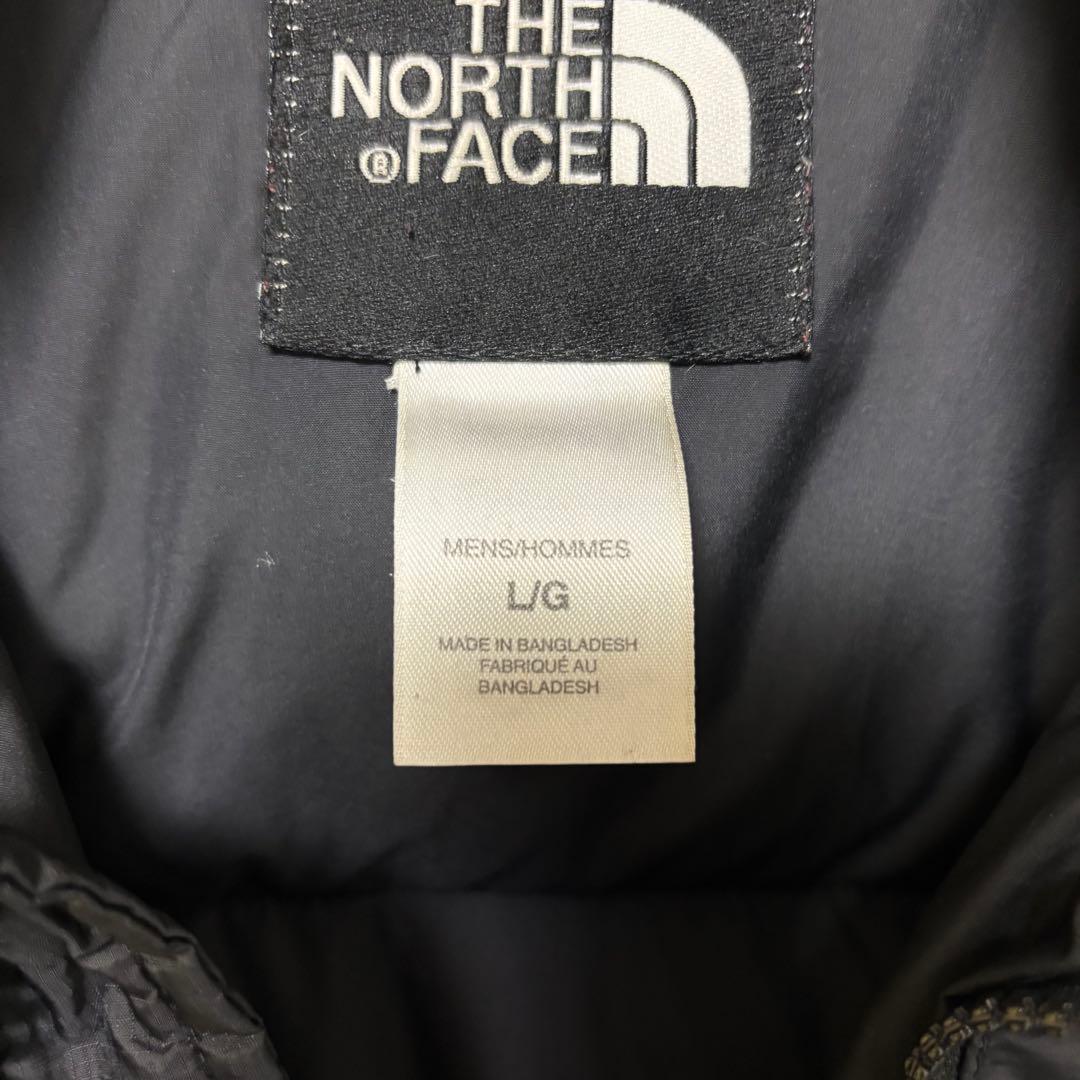 THE
NORTH
®FACE
MENS/HOMMES
L/G
MADE IN BANGLADESH
FABRIQUÉ AU
BANGLADESH